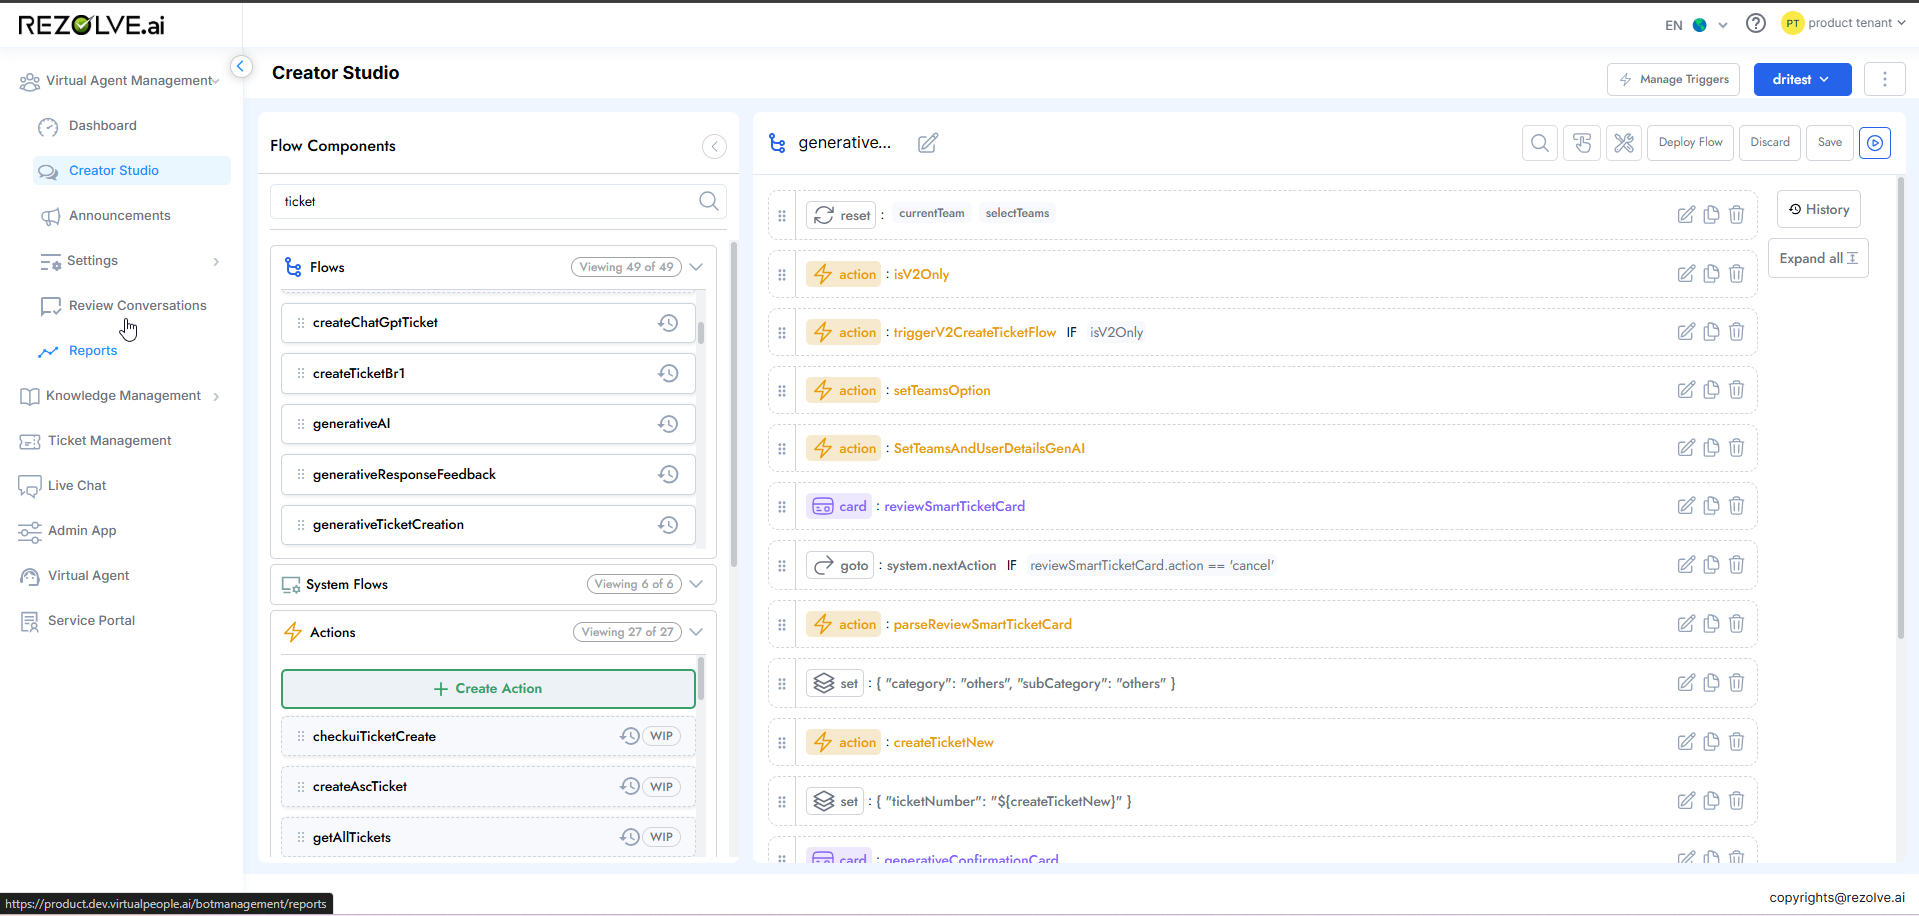 REZOLVE.ai
EN
PT product tenant
Virtual Agent Management
Dashboard
Creator Studio
Announcements
Settings
Review Conversations
Reports
Knowledge Management
Ticket Management
Live Chat
Admin App
Virtual Agent
Service Portal
Creator Studio
Manage Triggers
dritest
Flow Components
ticket
Flows Viewing 49 of 49
createChatGptTicket
createTicketBr1
generativeAI
generativeResponseFeedback
generativeTicketCreation
System Flows Viewing 6 of 6
Actions Viewing 27 of 27
+ Create Action
checkuiTicketCreate WIP
createAscTicket WIP
getAllTickets WIP
generative...
Deploy Flow
Discard
Save
reset : currentTeam selectTeams
action : isV2Only
action : triggerV2CreateTicketFlow IF isV2Only
action : setTeamsOption
action : SetTeamsAndUserDetailsGenAI
card : reviewSmartTicketCard
goto : system.nextAction IF reviewSmartTicketCard.action == 'cancel'
action : parseReviewSmartTicketCard
set : { "category": "others", "subCategory": "others" }
action : createTicketNew
set : { "ticketNumber": "${createTicketNew}" }
card : generativeConfirmationCard
History
Expand all
copyrights@rezolve.ai
https://product.dev.virtualpeople.ai/botmanagement/reports